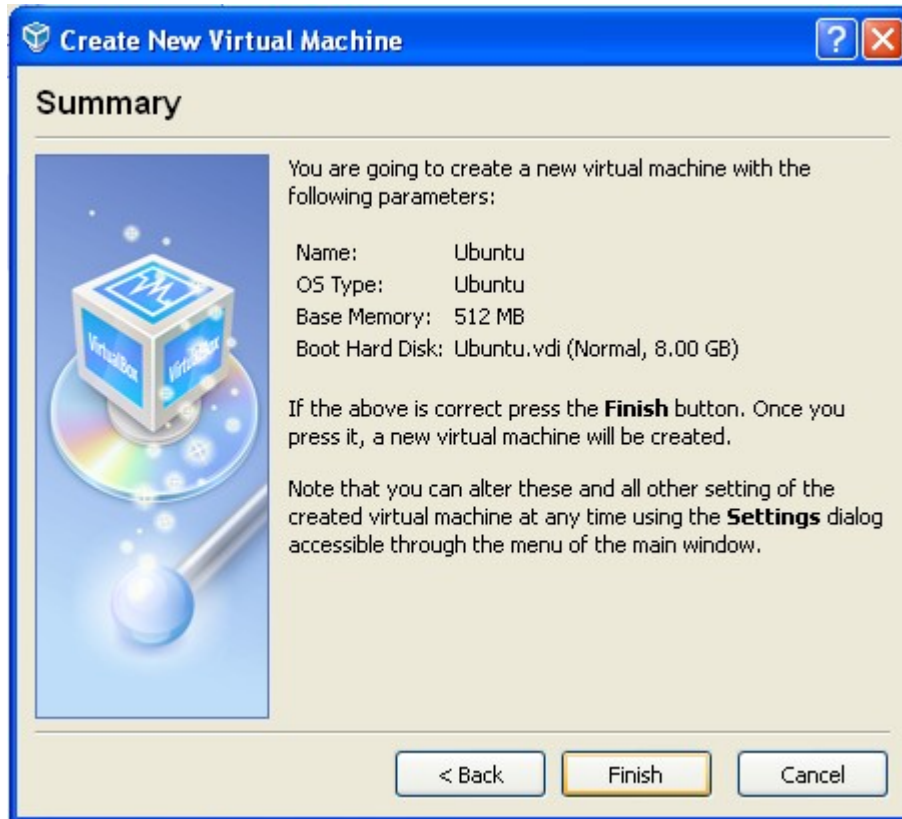 Create New Virtual Machine
Summary
You are going to create a new virtual machine with the
following parameters:
Name: Ubuntu
OS Type: Ubuntu
Base Memory: 512 MB
Boot Hard Disk: Ubuntu.vdi (Normal, 8.00 GB)
If the above is correct press the Finish button. Once you
press it, a new virtual machine will be created.
Note that you can alter these and all other setting of the
created virtual machine at any time using the Settings dialog
accessible through the menu of the main window.
VirtualBox VirtualBox
< Back Finish Cancel